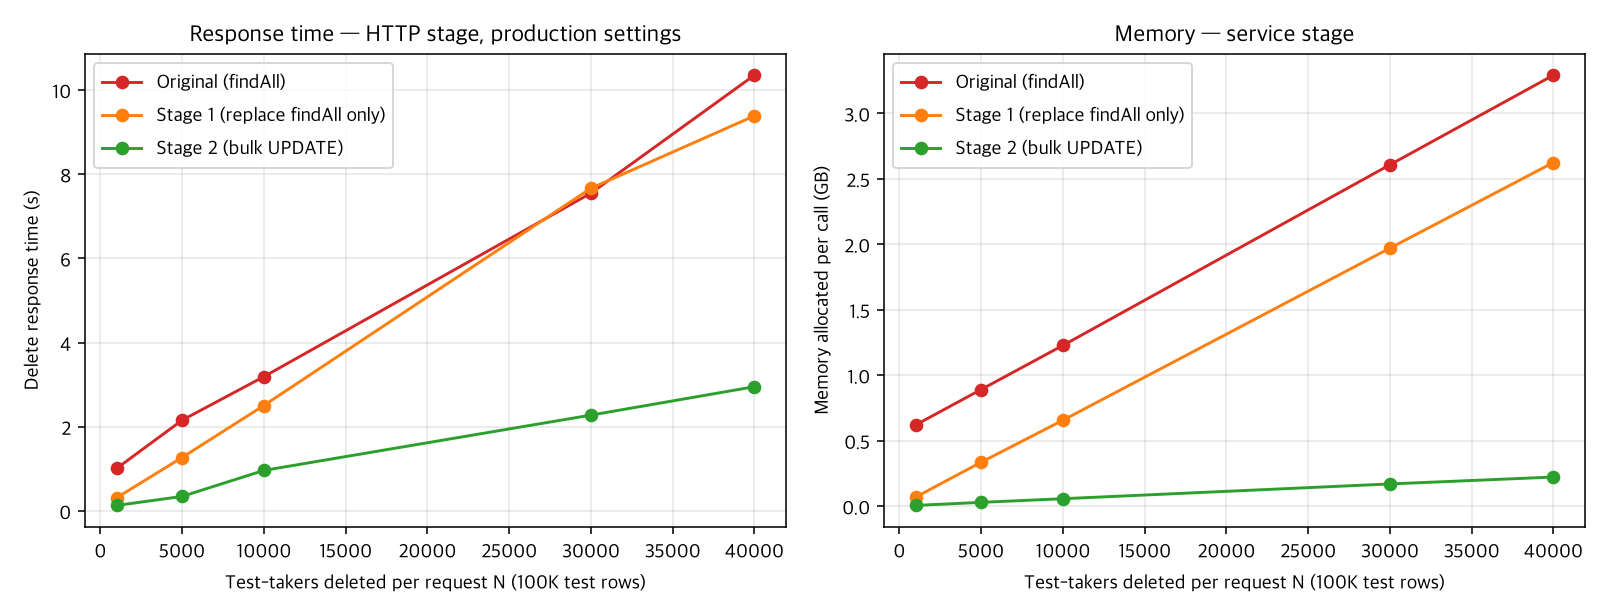 Response time — HTTP stage, production settings
Original (findAll)
Stage 1 (replace findAll only)
Stage 2 (bulk UPDATE)
Delete response time (s)
10
8
6
4
2
0
0 5000 10000 15000 20000 25000 30000 35000 40000
Test-takers deleted per request N (100K test rows)
Memory — service stage
Original (findAll)
Stage 1 (replace findAll only)
Stage 2 (bulk UPDATE)
Memory allocated per call (GB)
3.0
2.5
2.0
1.5
1.0
0.5
0.0
0 5000 10000 15000 20000 25000 30000 35000 40000
Test-takers deleted per request N (100K test rows)